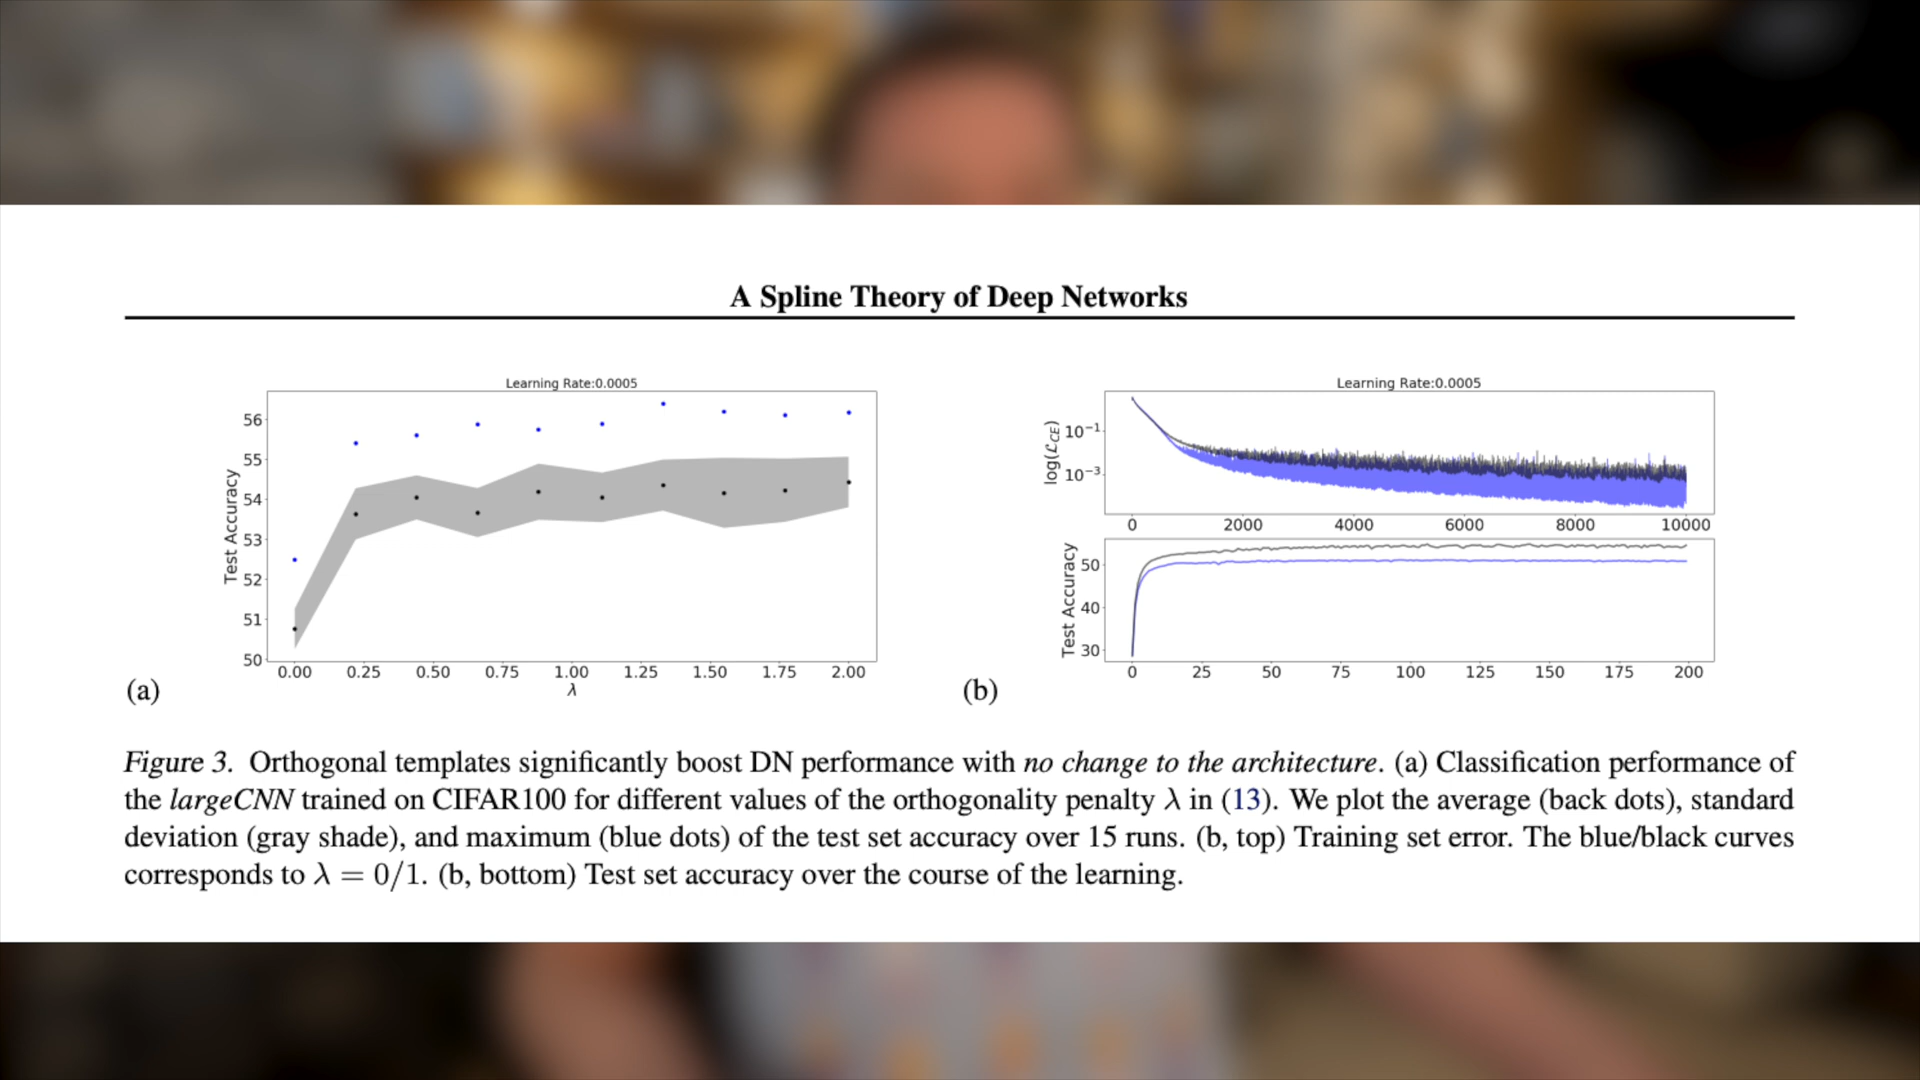 A Spline Theory of Deep Networks
Learning Rate:0.0005
Test Accuracy
56
55
54
53
52
51
50
0.00 0.25 0.50 0.75 1.00 1.25 1.50 1.75 2.00
λ
(a)
Learning Rate:0.0005
log(ℒCE)
10⁻¹
10⁻³
0 2000 4000 6000 8000 10000
Test Accuracy
50
40
30
0 25 50 75 100 125 150 175 200
(b)
Figure 3. Orthogonal templates significantly boost DN performance with no change to the architecture. (a) Classification performance of
the largeCNN trained on CIFAR100 for different values of the orthogonality penalty λ in (13). We plot the average (back dots), standard
deviation (gray shade), and maximum (blue dots) of the test set accuracy over 15 runs. (b, top) Training set error. The blue/black curves
corresponds to λ = 0/1. (b, bottom) Test set accuracy over the course of the learning.